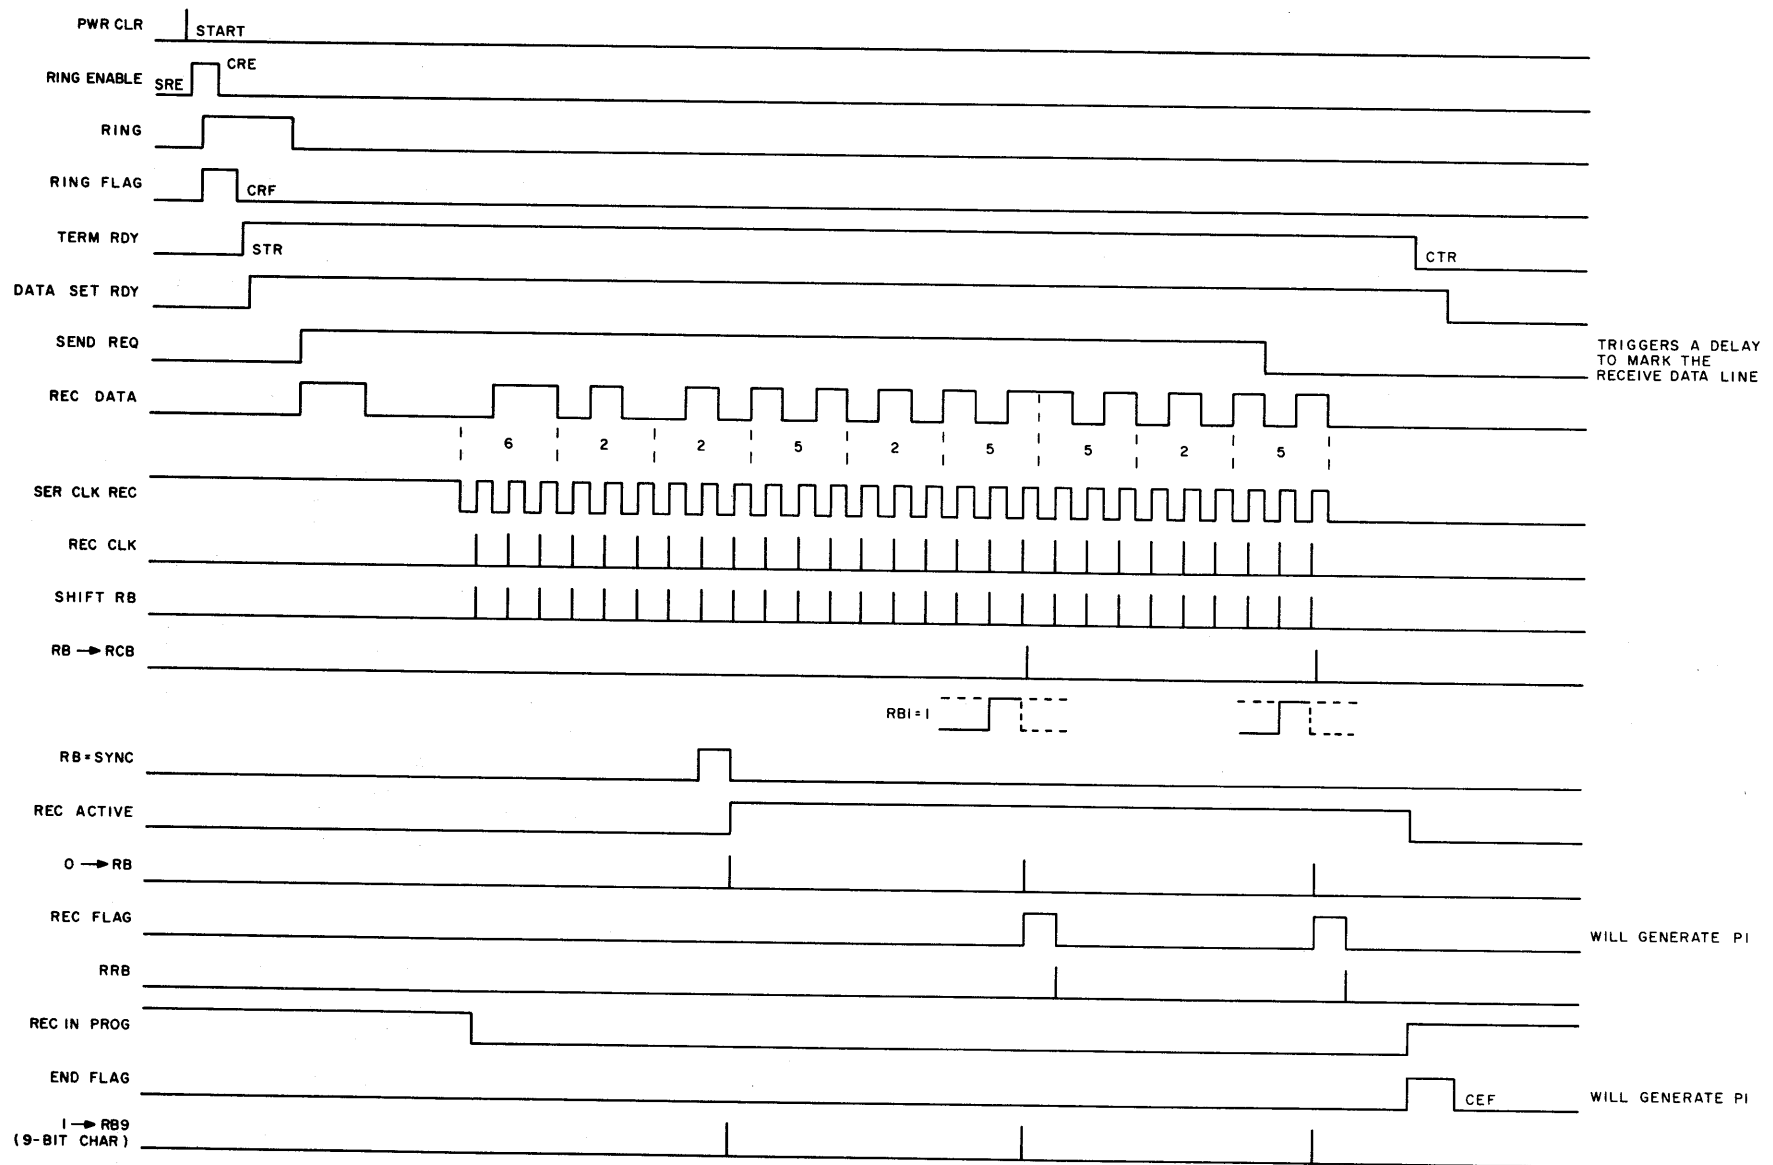 PWR CLR
START
RING ENABLE
SRE
CRE
RING
RING FLAG
CRF
TERM RDY
STR
CTR
DATA SET RDY
SEND REQ
TRIGGERS A DELAY
TO MARK THE
RECEIVE DATA LINE
REC DATA
6 2 2 5 2 5 5 2 5
SER CLK REC
REC CLK
SHIFT RB
RB → RCB
RB1 = 1
RB = SYNC
REC ACTIVE
0 → RB
REC FLAG
WILL GENERATE PI
RRB
REC IN PROG
END FLAG
CEF
WILL GENERATE PI
1 → RB9
(9-BIT CHAR)